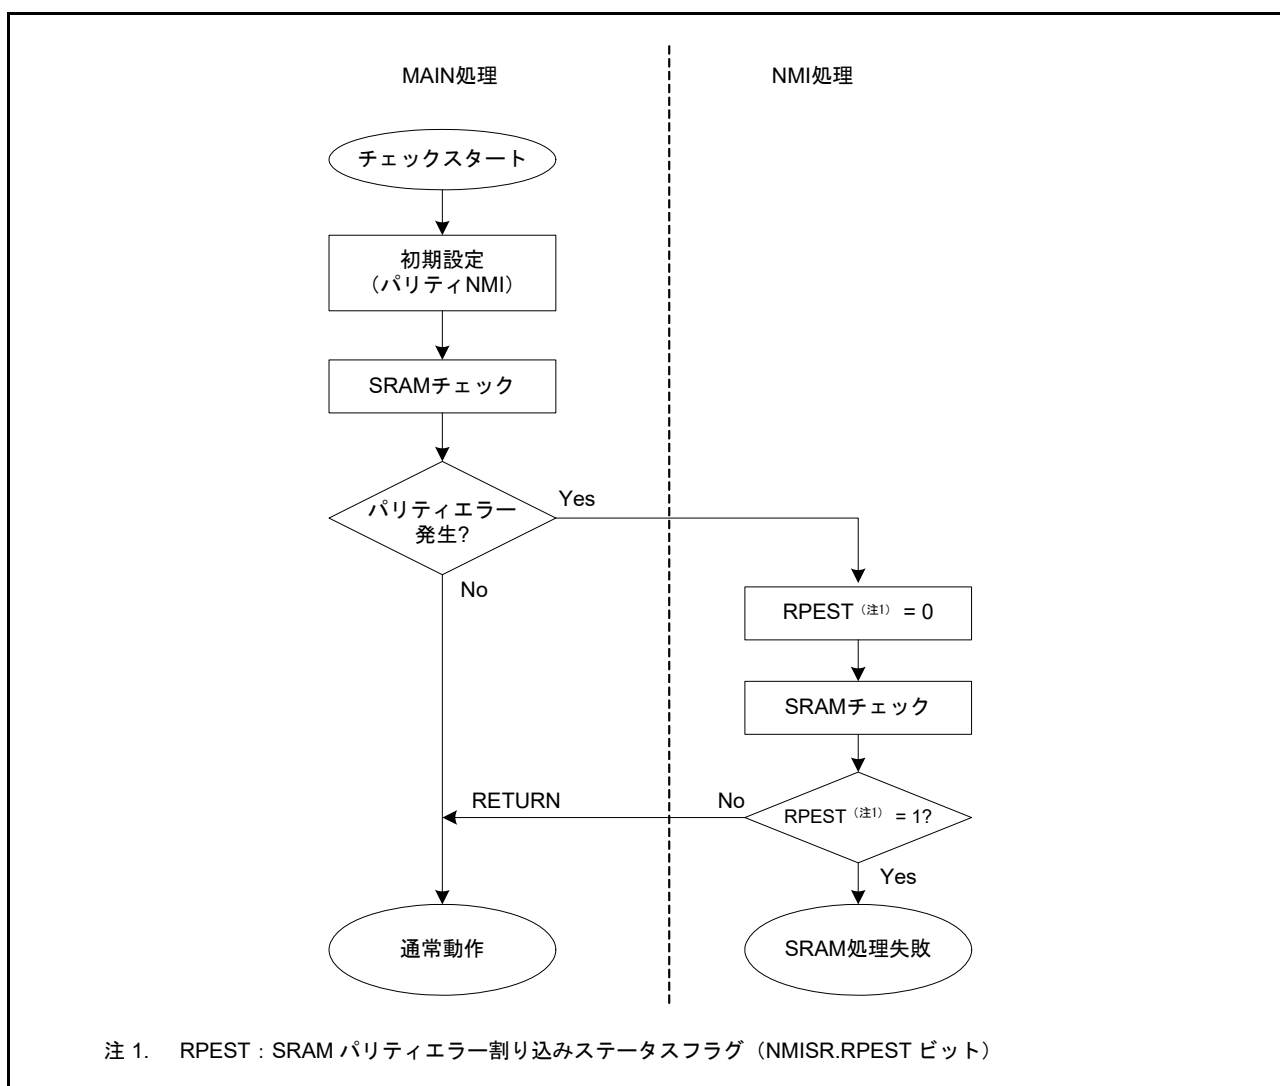 MAIN処理
NMI処理
チェックスタート
初期設定
（パリティNMI）
SRAMチェック
パリティエラー
発生?
Yes
No
RPEST（注1） = 0
SRAMチェック
RPEST（注1） = 1?
No
RETURN
Yes
通常動作
SRAM処理失敗
注 1. RPEST：SRAM パリティエラー割り込みステータスフラグ（NMISR.RPEST ビット）